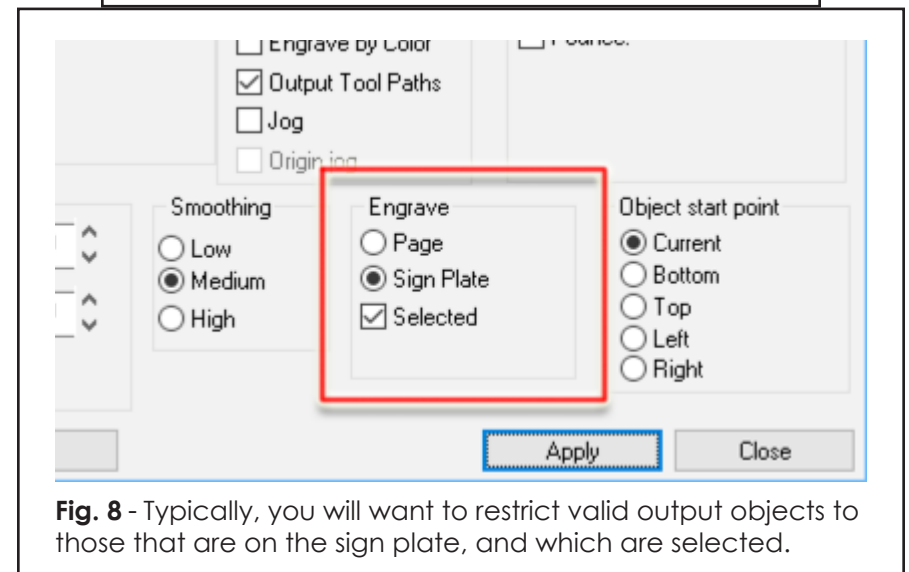 Engrave by Color
Output Tool Paths
Jog
Origin jog
Smoothing
Low
Medium
High
Engrave
Page
Sign Plate
Selected
Object start point
Current
Bottom
Top
Left
Right
Apply
Close
Fig. 8 - Typically, you will want to restrict valid output objects to
those that are on the sign plate, and which are selected.